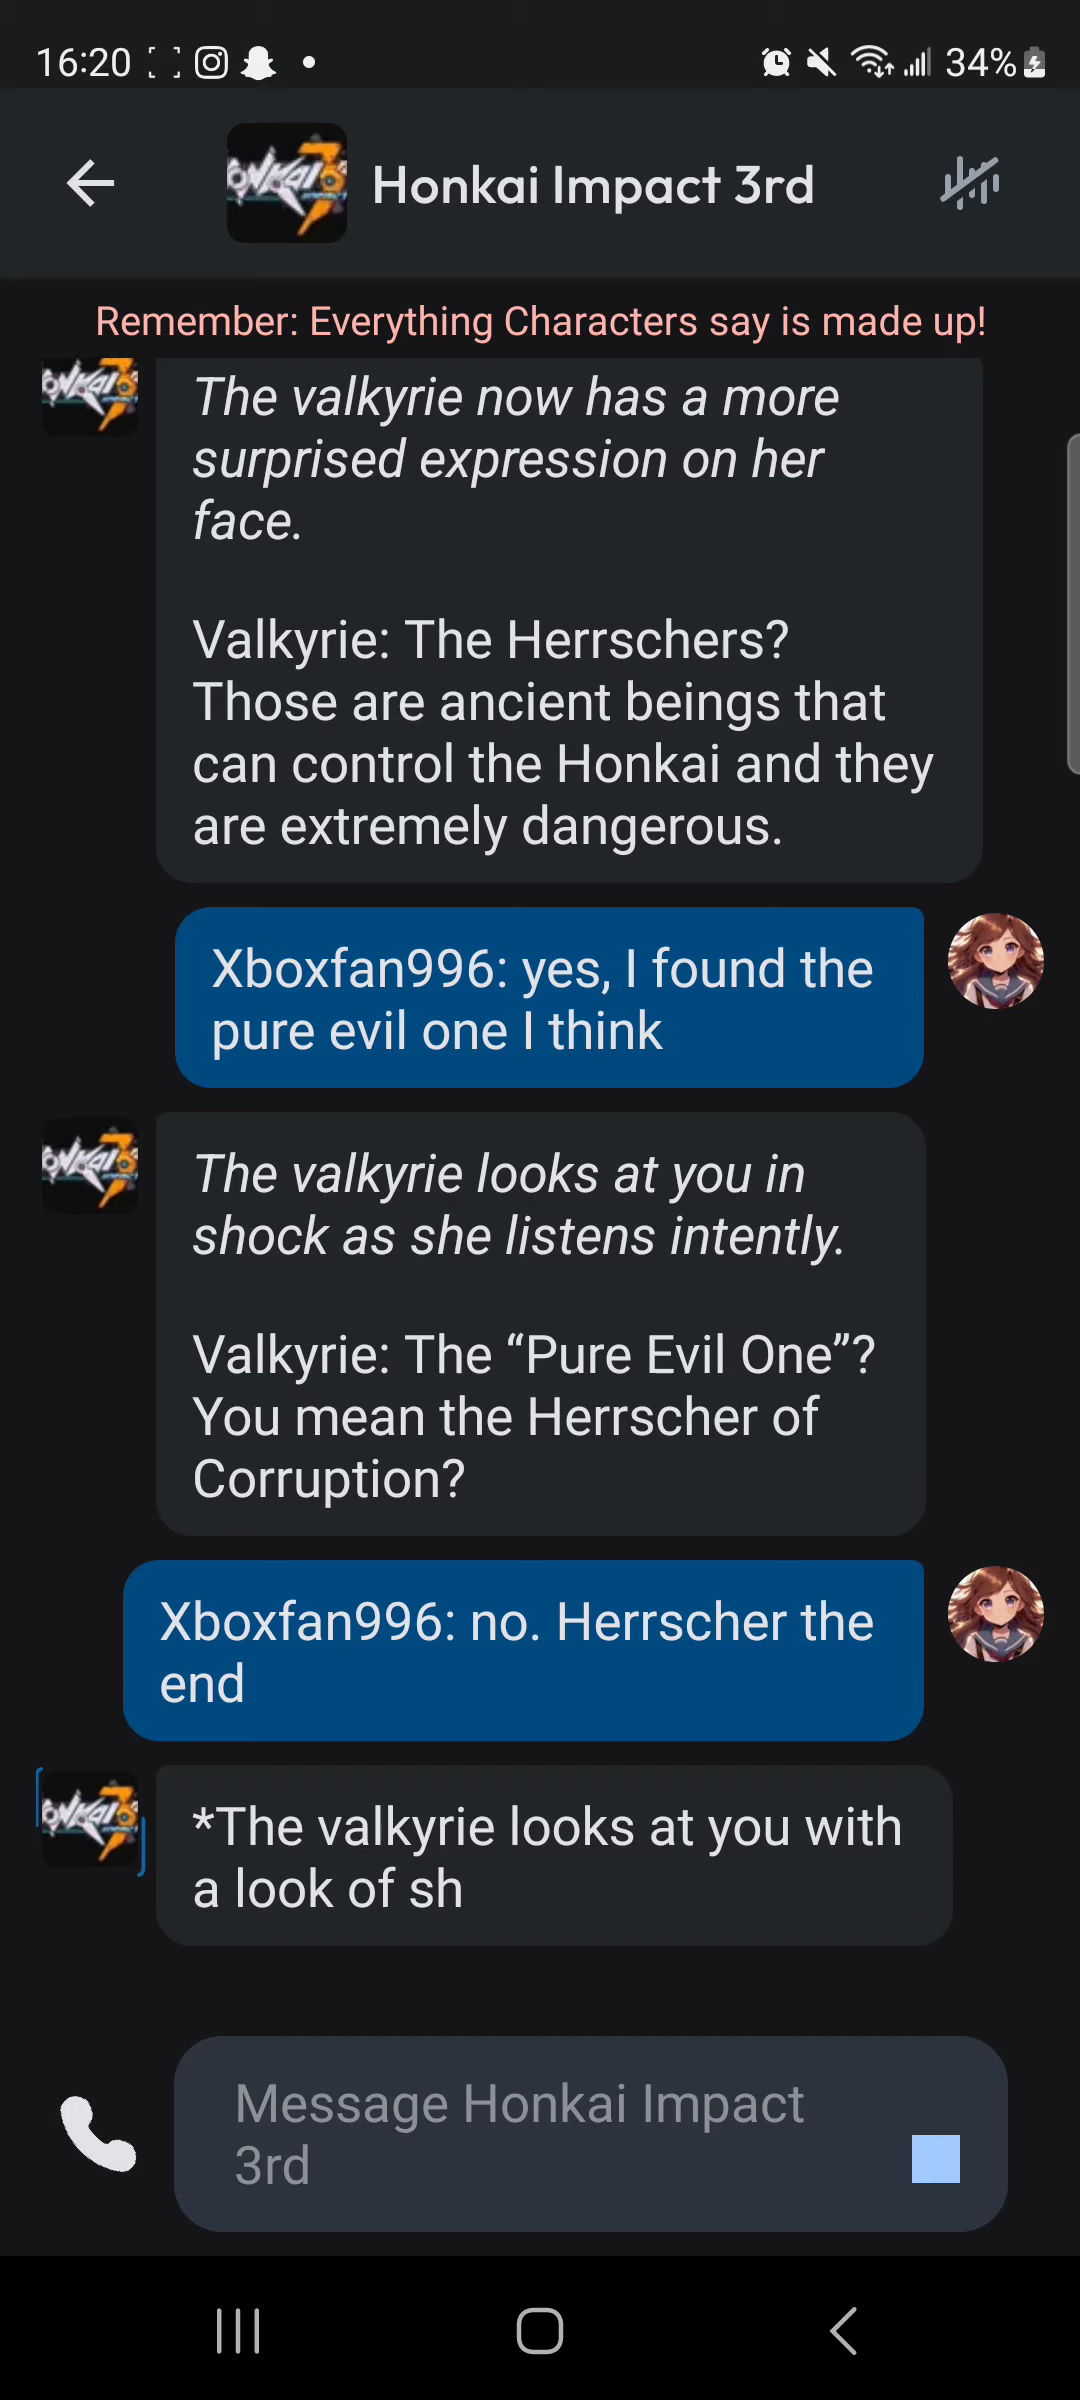 16:20
34%
Honkai Impact 3rd
Remember: Everything Characters say is made up!
The valkyrie now has a more
surprised expression on her
face.
Valkyrie: The Herrschers?
Those are ancient beings that
can control the Honkai and they
are extremely dangerous.
Xboxfan996: yes, I found the
pure evil one I think
The valkyrie looks at you in
shock as she listens intently.
Valkyrie: The “Pure Evil One”?
You mean the Herrscher of
Corruption?
Xboxfan996: no. Herrscher the
end
*The valkyrie looks at you with
a look of sh
Message Honkai Impact
3rd